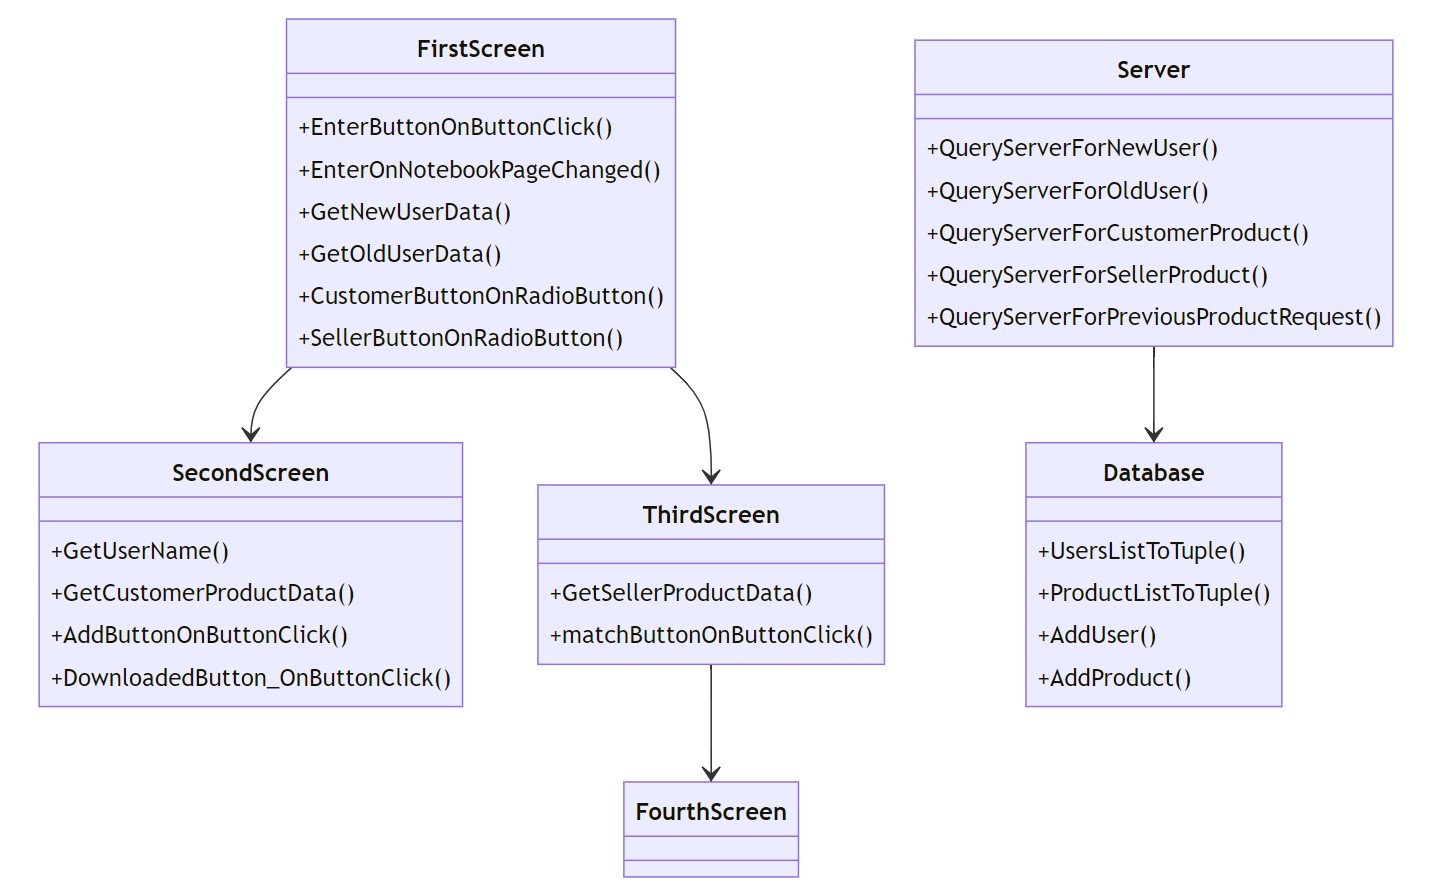 FirstScreen
+EnterButtonOnButtonClick()
+EnterOnNotebookPageChanged()
+GetNewUserData()
+GetOldUserData()
+CustomerButtonOnRadioButton()
+SellerButtonOnRadioButton()
Server
+QueryServerForNewUser()
+QueryServerForOldUser()
+QueryServerForCustomerProduct()
+QueryServerForSellerProduct()
+QueryServerForPreviousProductRequest()
SecondScreen
+GetUserName()
+GetCustomerProductData()
+AddButtonOnButtonClick()
+DownloadedButton_OnButtonClick()
ThirdScreen
+GetSellerProductData()
+matchButtonOnButtonClick()
Database
+UsersListToTuple()
+ProductListToTuple()
+AddUser()
+AddProduct()
FourthScreen